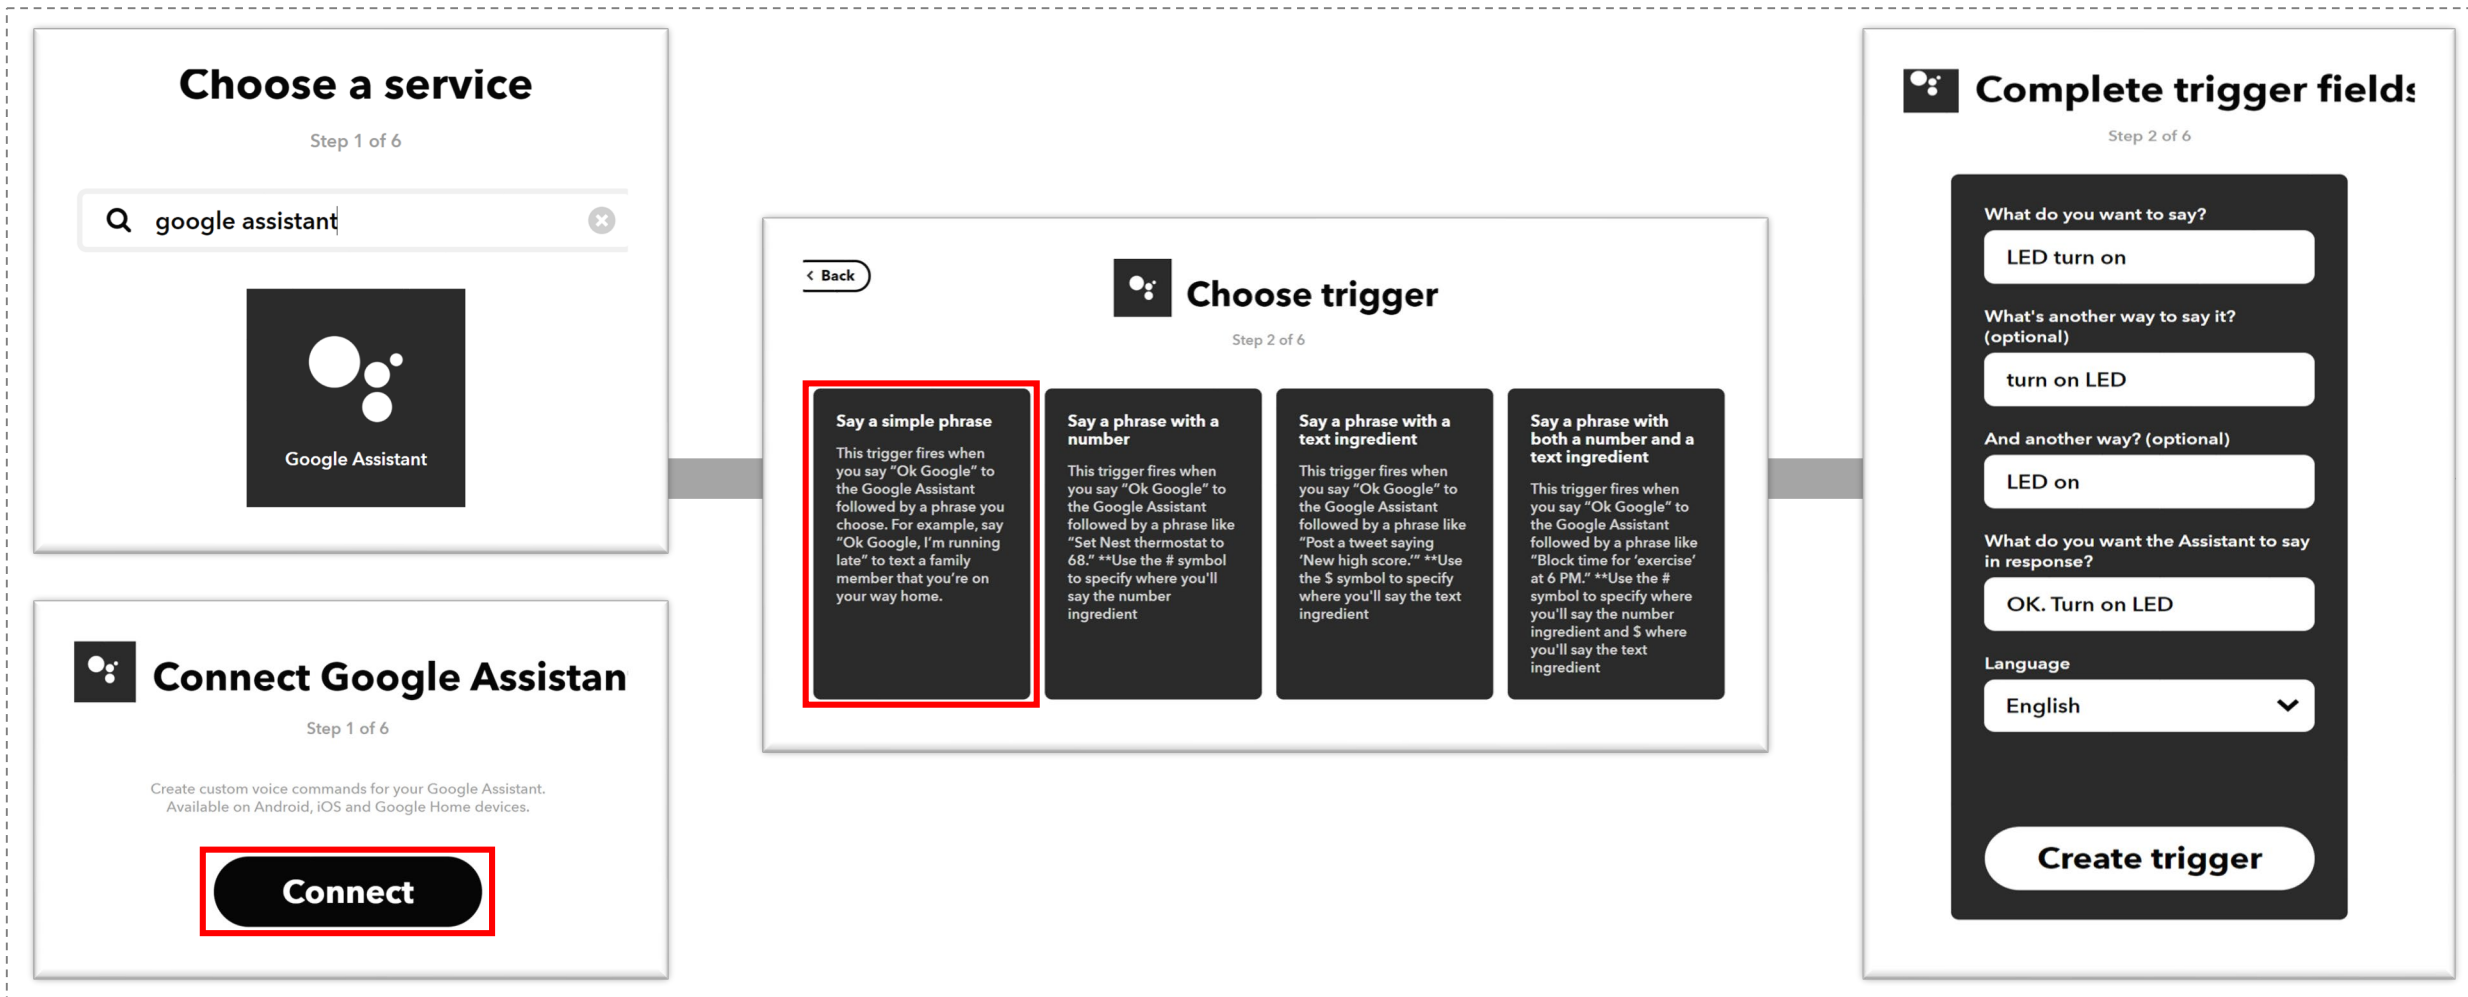 Choose a service
Step 1 of 6
google assistant
Google Assistant
Connect Google Assistan
Step 1 of 6
Create custom voice commands for your Google Assistant.
Available on Android, iOS and Google Home devices.
Connect
Back
Choose trigger
Step 2 of 6
Say a simple phrase
This trigger fires when
you say “Ok Google” to
the Google Assistant
followed by a phrase you
choose. For example, say
“Ok Google, I’m running
late” to text a family
member that you’re on
your way home.
Say a phrase with a
number
This trigger fires when
you say “Ok Google” to
the Google Assistant
followed by a phrase like
“Set Nest thermostat to
68.” **Use the # symbol
to specify where you'll
say the number
ingredient
Say a phrase with a
text ingredient
This trigger fires when
you say “Ok Google” to
the Google Assistant
followed by a phrase like
“Post a tweet saying
‘New high score.’” **Use
the $ symbol to specify
where you'll say the text
ingredient
Say a phrase with
both a number and a
text ingredient
This trigger fires when
you say “Ok Google” to
the Google Assistant
followed by a phrase like
“Block time for ‘exercise’
at 6 PM.” **Use the #
symbol to specify where
you'll say the number
ingredient and $ where
you'll say the text
ingredient
Complete trigger fields
Step 2 of 6
What do you want to say?
LED turn on
What's another way to say it?
(optional)
turn on LED
And another way? (optional)
LED on
What do you want the Assistant to say
in response?
OK. Turn on LED
Language
English
Create trigger